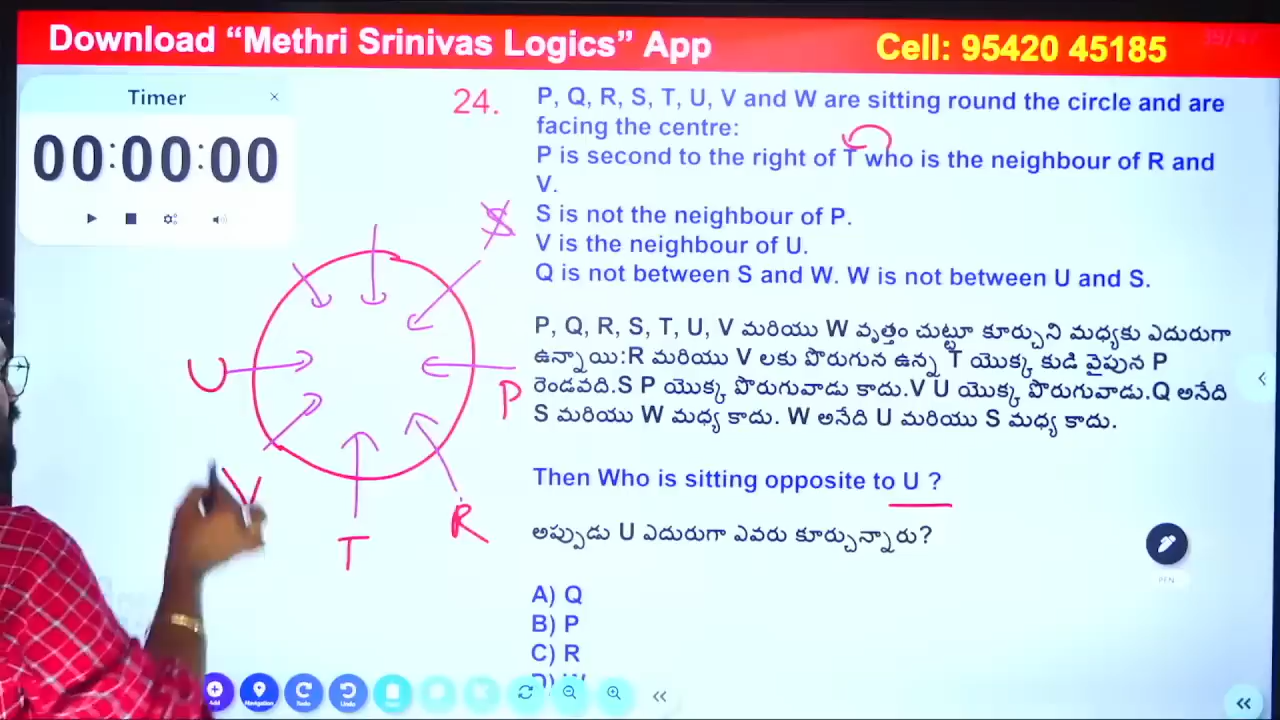 Download “Methri Srinivas Logics” App
Cell: 95420 45185
Timer
00:00:00
24.
P, Q, R, S, T, U, V and W are sitting round the circle and are
facing the centre:
P is second to the right of T who is the neighbour of R and
V.
S is not the neighbour of P.
V is the neighbour of U.
Q is not between S and W. W is not between U and S.
P, Q, R, S, T, U, V మరియు W వృత్తం చుట్టూ కూర్చుని మధ్యకు ఎదురుగా
ఉన్నాయి:R మరియు V లకు పొరుగున ఉన్న T యొక్క కుడి వైపున P
రెండవది.S P యొక్క పొరుగువాడు కాదు.V U యొక్క పొరుగువాడు.Q అనేది
S మరియు W మధ్య కాదు. W అనేది U మరియు S మధ్య కాదు.
Then Who is sitting opposite to U ?
అప్పుడు U ఎదురుగా ఎవరు కూర్చున్నారు?
A) Q
B) P
C) R
S
U
P
V
R
T
PEN
Add
Navigation
Undo